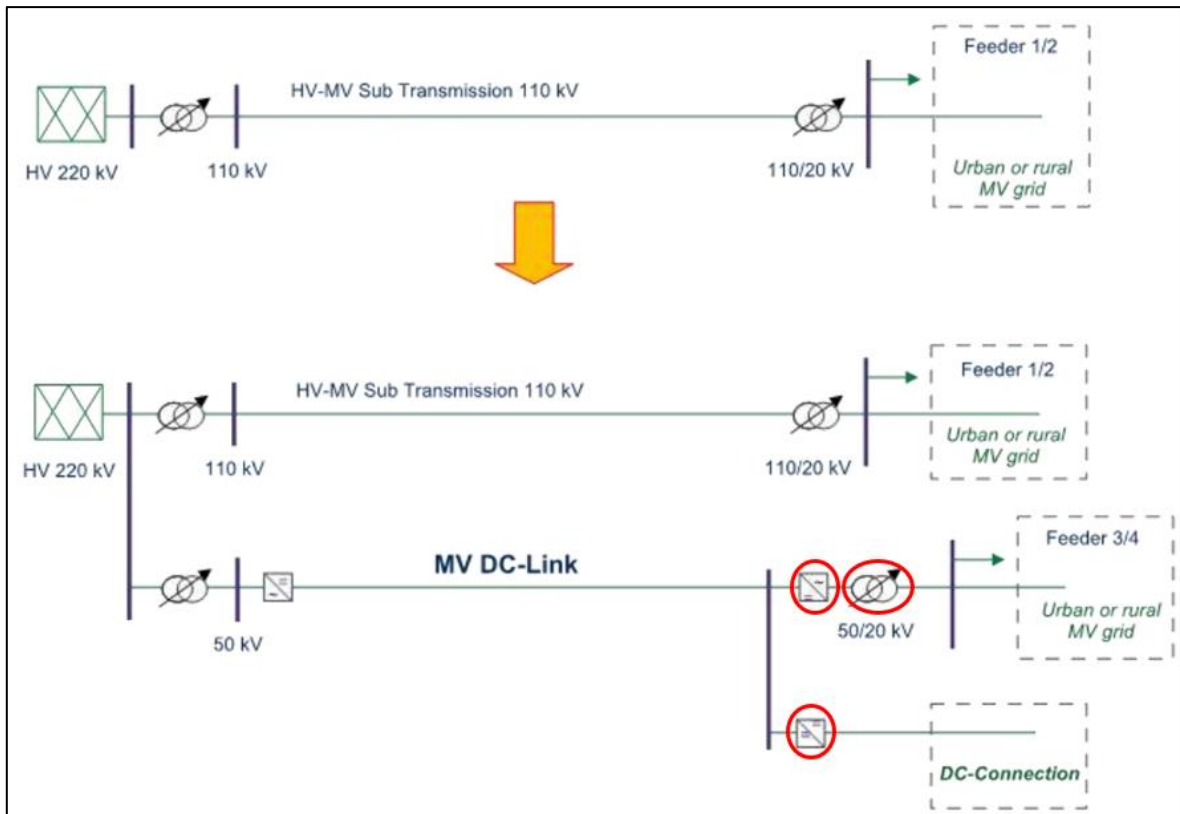 Feeder 1/2
HV-MV Sub Transmission 110 kV
HV 220 kV
110 kV
110/20 kV
Urban or rural
MV grid
Feeder 1/2
HV-MV Sub Transmission 110 kV
HV 220 kV
110 kV
110/20 kV
Urban or rural
MV grid
Feeder 3/4
MV DC-Link
50 kV
50/20 kV
Urban or rural
MV grid
DC-Connection